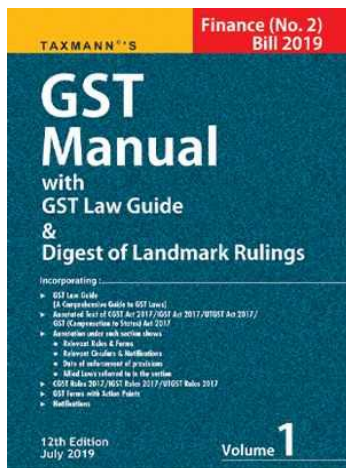 TAXMANN®'S
Finance (No. 2)
Bill 2019
GST
Manual
with
GST Law Guide
&
Digest of Landmark Rulings
Incorporating :
► GST Law Guide
[A Comprehensive Guide to GST Laws]
► Annotated Text of CGST Act 2017/IGST Act 2017/UTGST Act 2017/
GST (Compensation to States) Act 2017
► Annotation under each section shows
● Relevant Rules & Forms
● Relevant Circulars & Notifications
● Date of enforcement of provisions
● Allied Laws referred to in the section
► CGST Rules 2017/IGST Rules 2017/UTGST Rules 2017
► GST Forms with Action Points
► Notifications
12th Edition
July 2019
Volume 1